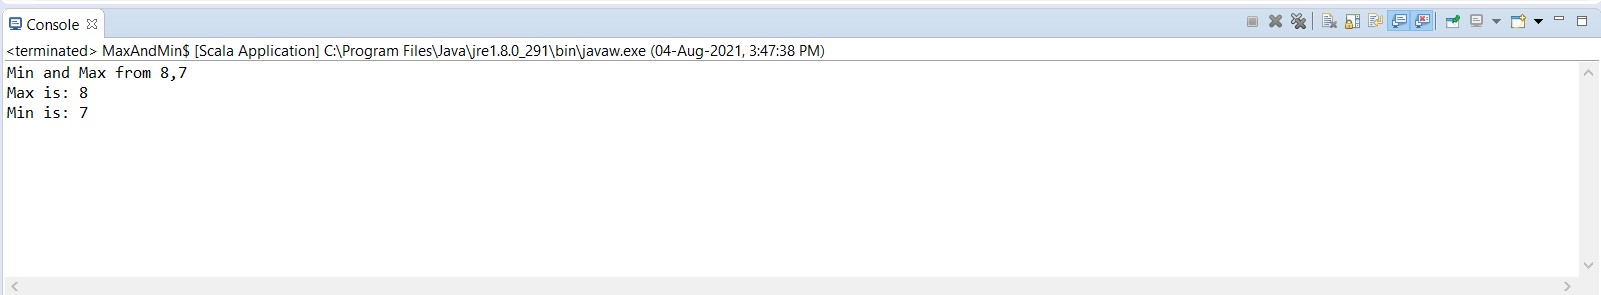 Console
<terminated> MaxAndMin$ [Scala Application] C:\Program Files\Java\jre1.8.0_291\bin\javaw.exe (04-Aug-2021, 3:47:38 PM)
Min and Max from 8,7
Max is: 8
Min is: 7